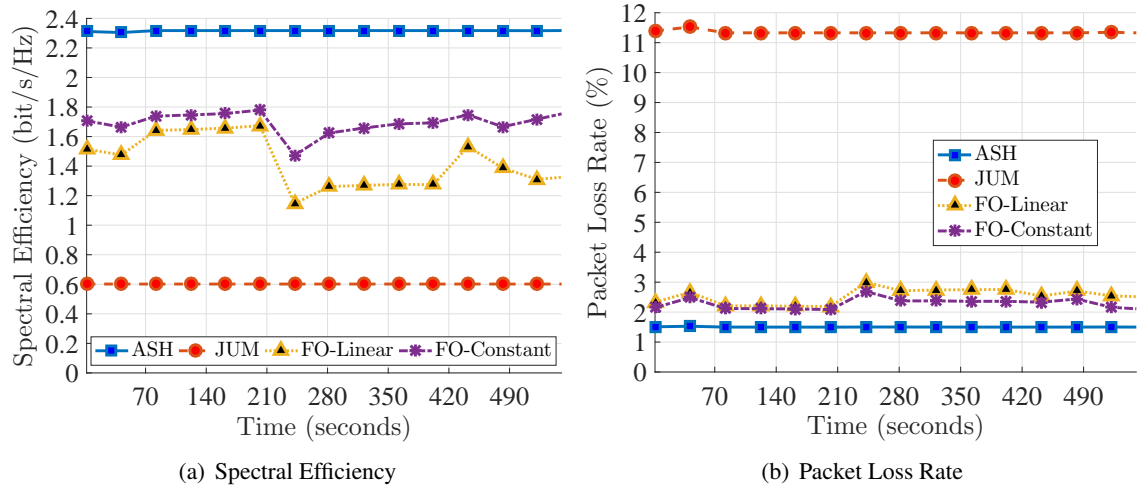 Spectral Efficiency (bit/s/Hz)
2.4
2.2
2
1.8
1.6
1.4
1.2
1
0.8
0.6
0.4
0.2
0
ASH JUM FO-Linear FO-Constant
70 140 210 280 350 420 490
Time (seconds)
(a) Spectral Efficiency
Packet Loss Rate (%)
12
11
10
9
8
7
6
5
4
3
2
1
0
ASH
JUM
FO-Linear
FO-Constant
70 140 210 280 350 420 490
Time (seconds)
(b) Packet Loss Rate